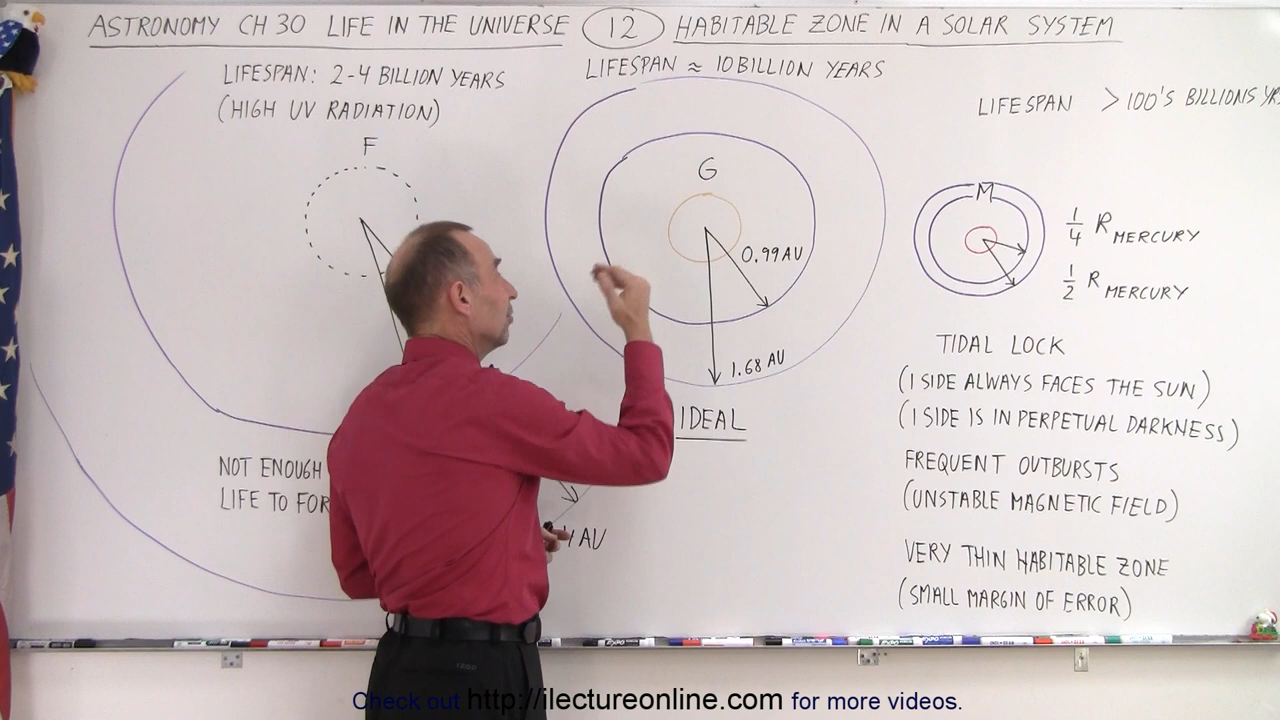 ASTRONOMY CH 30 LIFE IN THE UNIVERSE 12 HABITABLE ZONE IN A SOLAR SYSTEM
LIFESPAN: 2-4 BILLION YEARS
(HIGH UV RADIATION)
F
LIFESPAN ≈ 10 BILLION YEARS
G
0.99 AU
1.68 AU
IDEAL
NOT ENOUGH
LIFE TO
AU
LIFESPAN > 100'S BILLIONS
M
1/4 R MERCURY
1/2 R MERCURY
TIDAL LOCK
(1 SIDE ALWAYS FACES THE SUN)
(1 SIDE IS IN PERPETUAL DARKNESS)
FREQUENT OUTBURSTS
(UNSTABLE MAGNETIC FIELD)
VERY THIN HABITABLE ZONE
(SMALL MARGIN OF ERROR)
Check out http://ilectureonline.com for more videos.